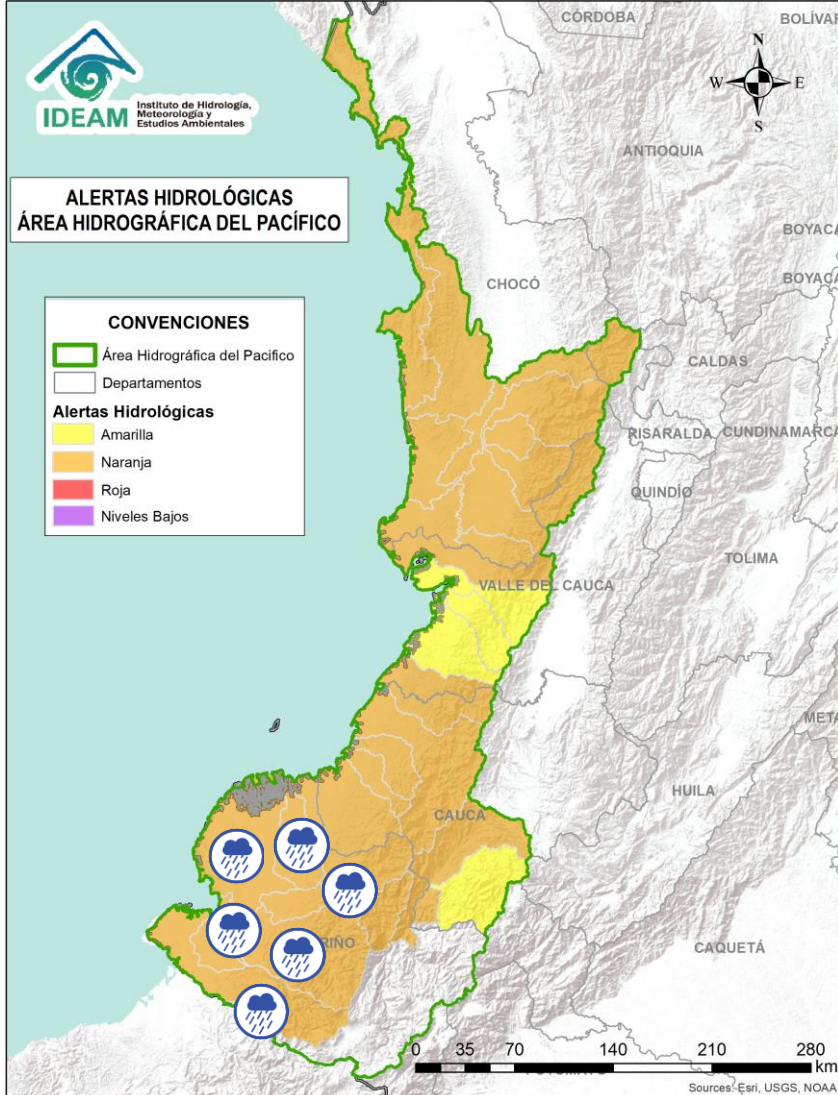 CÓRDOBA
BOLÍVAR
N
W
E
S
IDEAM
Instituto de Hidrología,
Meteorología y
Estudios Ambientales
ANTIOQUIA
ALERTAS HIDROLÓGICAS
ÁREA HIDROGRÁFICA DEL PACÍFICO
BOYACÁ
BOYACÁ
CHOCÓ
CONVENCIONES
Área Hidrográfica del Pacifico
Departamentos
Alertas Hidrológicas
Amarilla
Naranja
Roja
Niveles Bajos
CALDAS
RISARALDA
CUNDINAMARCA
QUINDÍO
TOLIMA
VALLE DEL CAUCA
META
HUILA
CAUCA
RIÑO
CAQUETÁ
0 35 70 140 210 280
km
Sources: Esri, USGS, NOAA